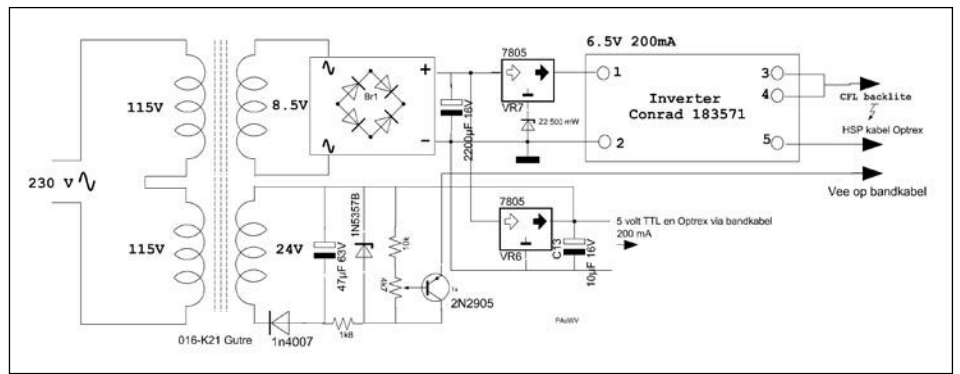 6.5V 200mA
7805
VR7
22 500 mW
1
2
3
4
5
Inverter
Conrad 183571
CFL backlite
HSP kabel Optrex
Vee op bandkabel
115V
8.5V
Br1
+
−
2200µF 16V
230 V
115V
24V
47µF 63V
1N5357B
10k
4k7
2N2905
7805
VR6
C13
10µF 16V
5 volt TTL en Optrex via bandkabel
200 mA
016-K21 Gutre
1n4007
1k8